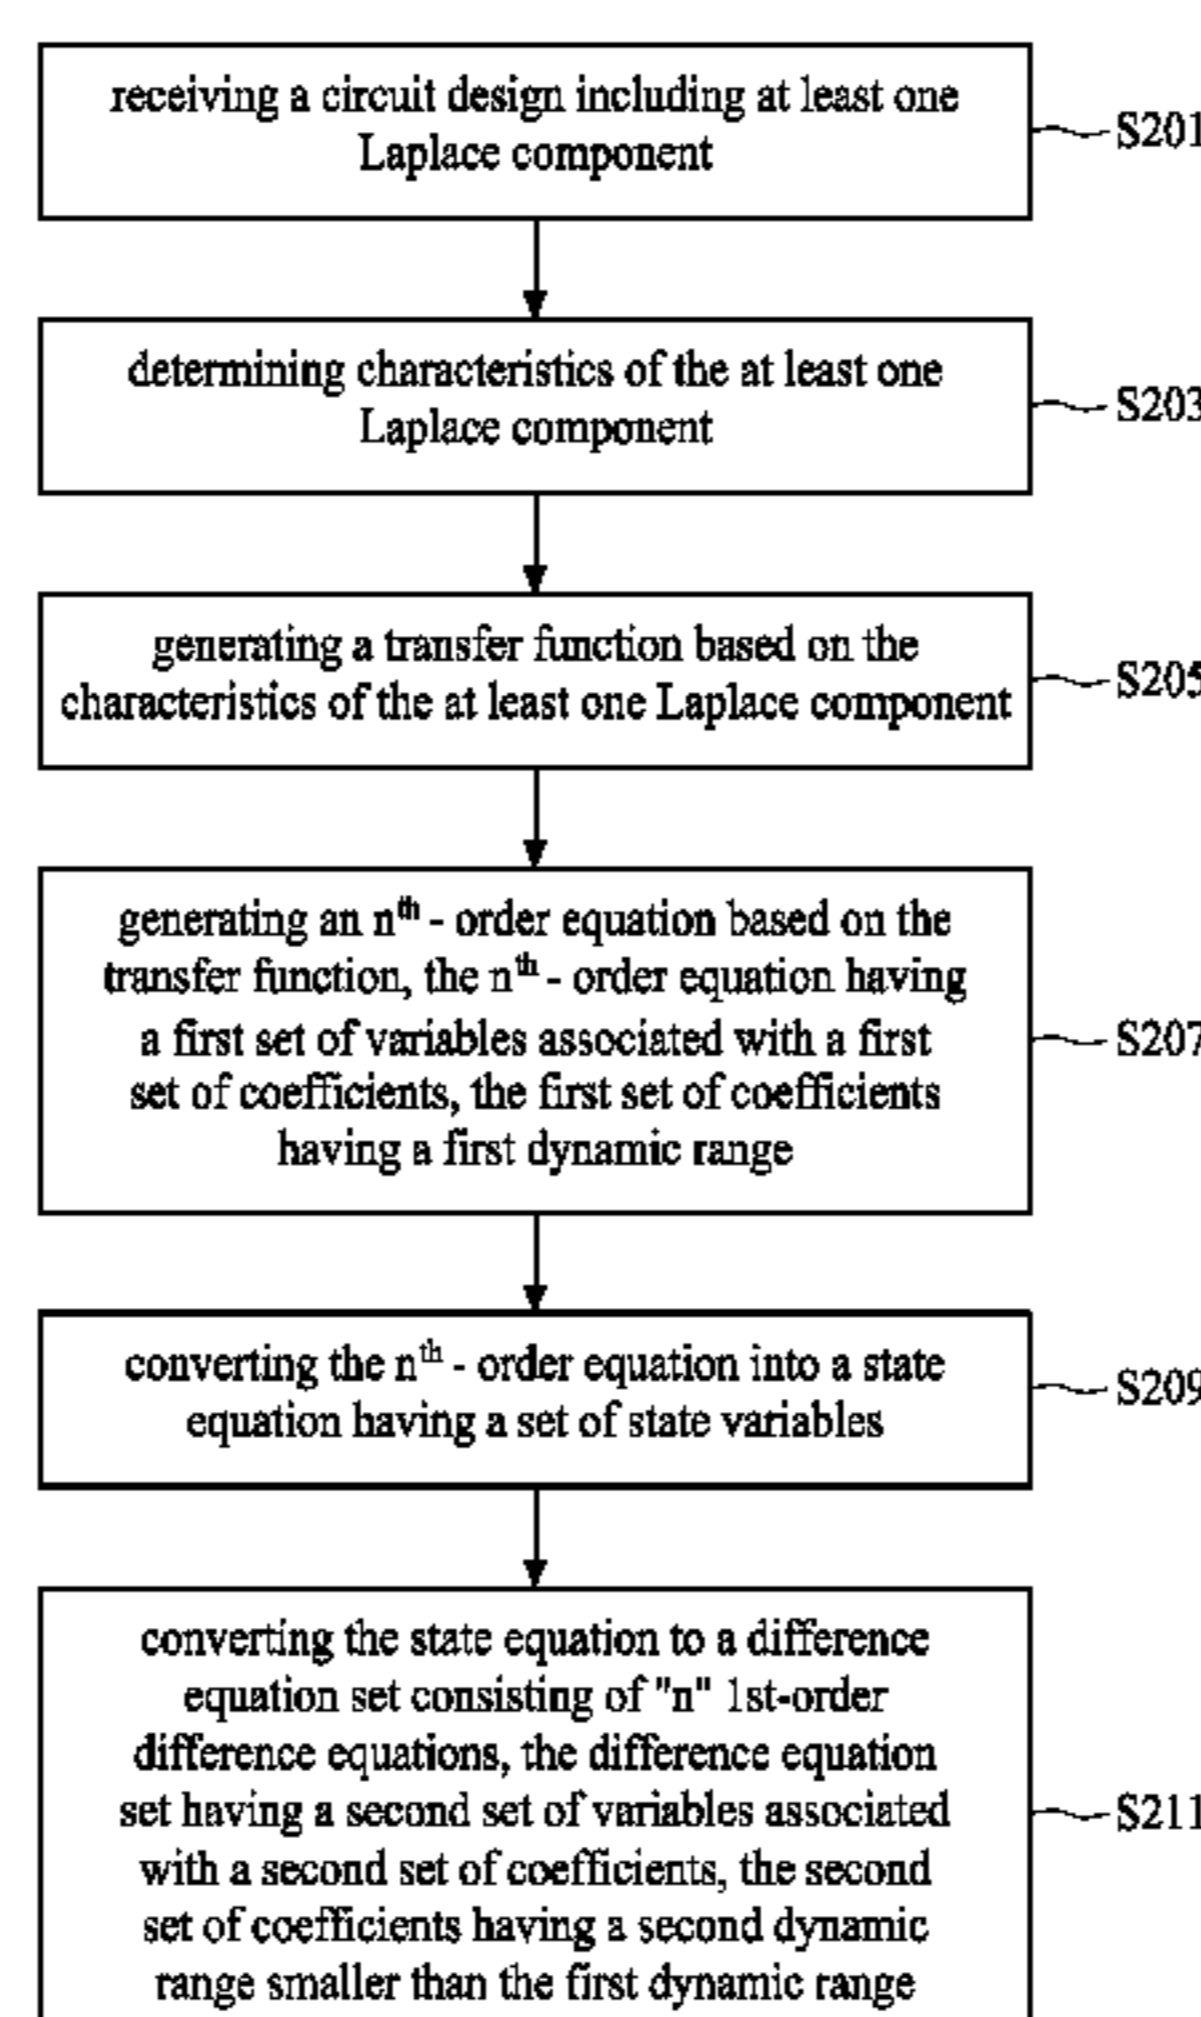 receiving a circuit design including at least one
Laplace component
S201
determining characteristics of the at least one
Laplace component
S203
generating a transfer function based on the
characteristics of the at least one Laplace component
S205
generating an nth - order equation based on the
transfer function, the nth - order equation having
a first set of variables associated with a first
set of coefficients, the first set of coefficients
having a first dynamic range
S207
converting the nth - order equation into a state
equation having a set of state variables
S209
converting the state equation to a difference
equation set consisting of "n" 1st-order
difference equations, the difference equation
set having a second set of variables associated
with a second set of coefficients, the second
set of coefficients having a second dynamic
range smaller than the first dynamic range
S211